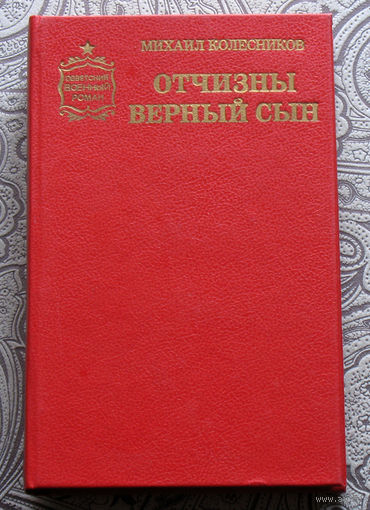 МИХАИЛ КОЛЕСНИКОВ
ОТЧИЗНЫ
ВЕРНЫЙ СЫН
СОВЕТСКИЙ
ВОЕННЫЙ
РОМАН